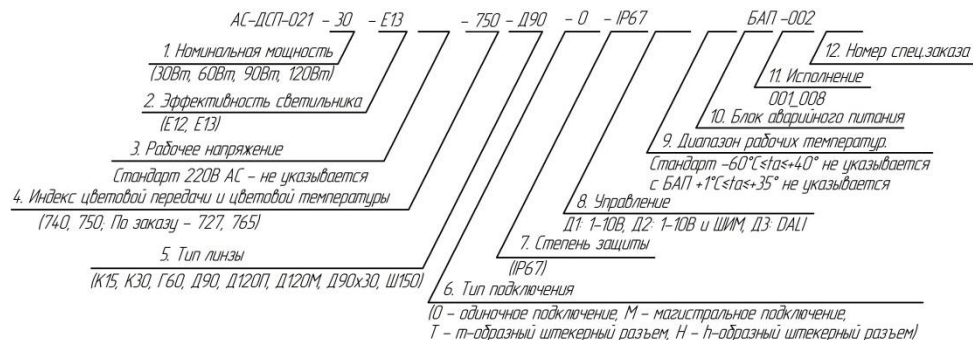 АС-ДСП-021 -30 -Е13 -750 -Д90 -О -IP67 БАП -002
1. Номинальная мощность
(30Вт, 60Вт, 90Вт, 120Вт)
2. Эффективность светильника
(Е12, Е13)
3. Рабочее напряжение
Стандарт 220В АС - не указывается
4. Индекс цветовой передачи и цветовой температуры
(740, 750; По заказу - 727, 765)
5. Тип линзы
(К15, К30, Г60, Д90, Д120П, Д120М, Д90х30, Ш150)
6. Тип подключения
(О - одиночное подключение, М - магистральное подключение,
Т - т-образный штекерный разъем, Н - h-образный штекерный разъем)
7. Степень защиты
(IP67)
8. Управление
Д1: 1-10В, Д2: 1-10В и ШИМ, Д3: DALI
9. Диапазон рабочих температур.
Стандарт -60°C≤ta≤+40° не указывается
с БАП +1°C≤ta≤+35° не указывается
10. Блок аварийного питания
11. Исполнение
001_008
12. Номер спец.заказа